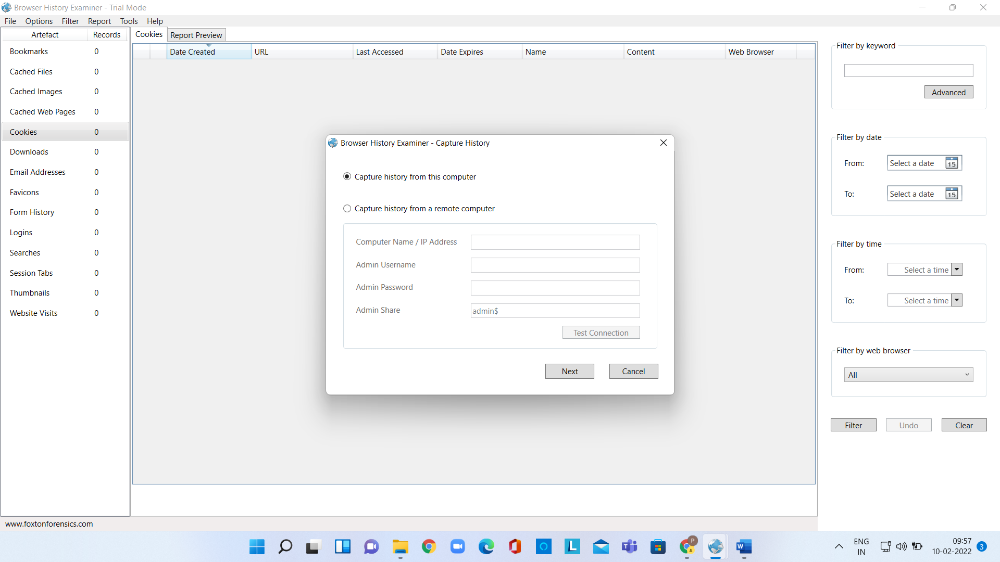 Browser History Examiner - Trial Mode
File Options Filter Report Tools Help
Artefact Records
Bookmarks 0
Cached Files 0
Cached Images 0
Cached Web Pages 0
Cookies 0
Downloads 0
Email Addresses 0
Favicons 0
Form History 0
Logins 0
Searches 0
Session Tabs 0
Thumbnails 0
Website Visits 0
Cookies Report Preview
Date Created URL Last Accessed Date Expires Name Content Web Browser
Browser History Examiner - Capture History
Capture history from this computer
Capture history from a remote computer
Computer Name / IP Address
Admin Username
Admin Password
Admin Share admin$
Test Connection
Next Cancel
Filter by keyword
Advanced
Filter by date
From: Select a date 15
To: Select a date 15
Filter by time
From: Select a time
To: Select a time
Filter by web browser
All
Filter Undo Clear
www.foxtonforensics.com
ENG
IN
09:57
10-02-2022
3
L
P